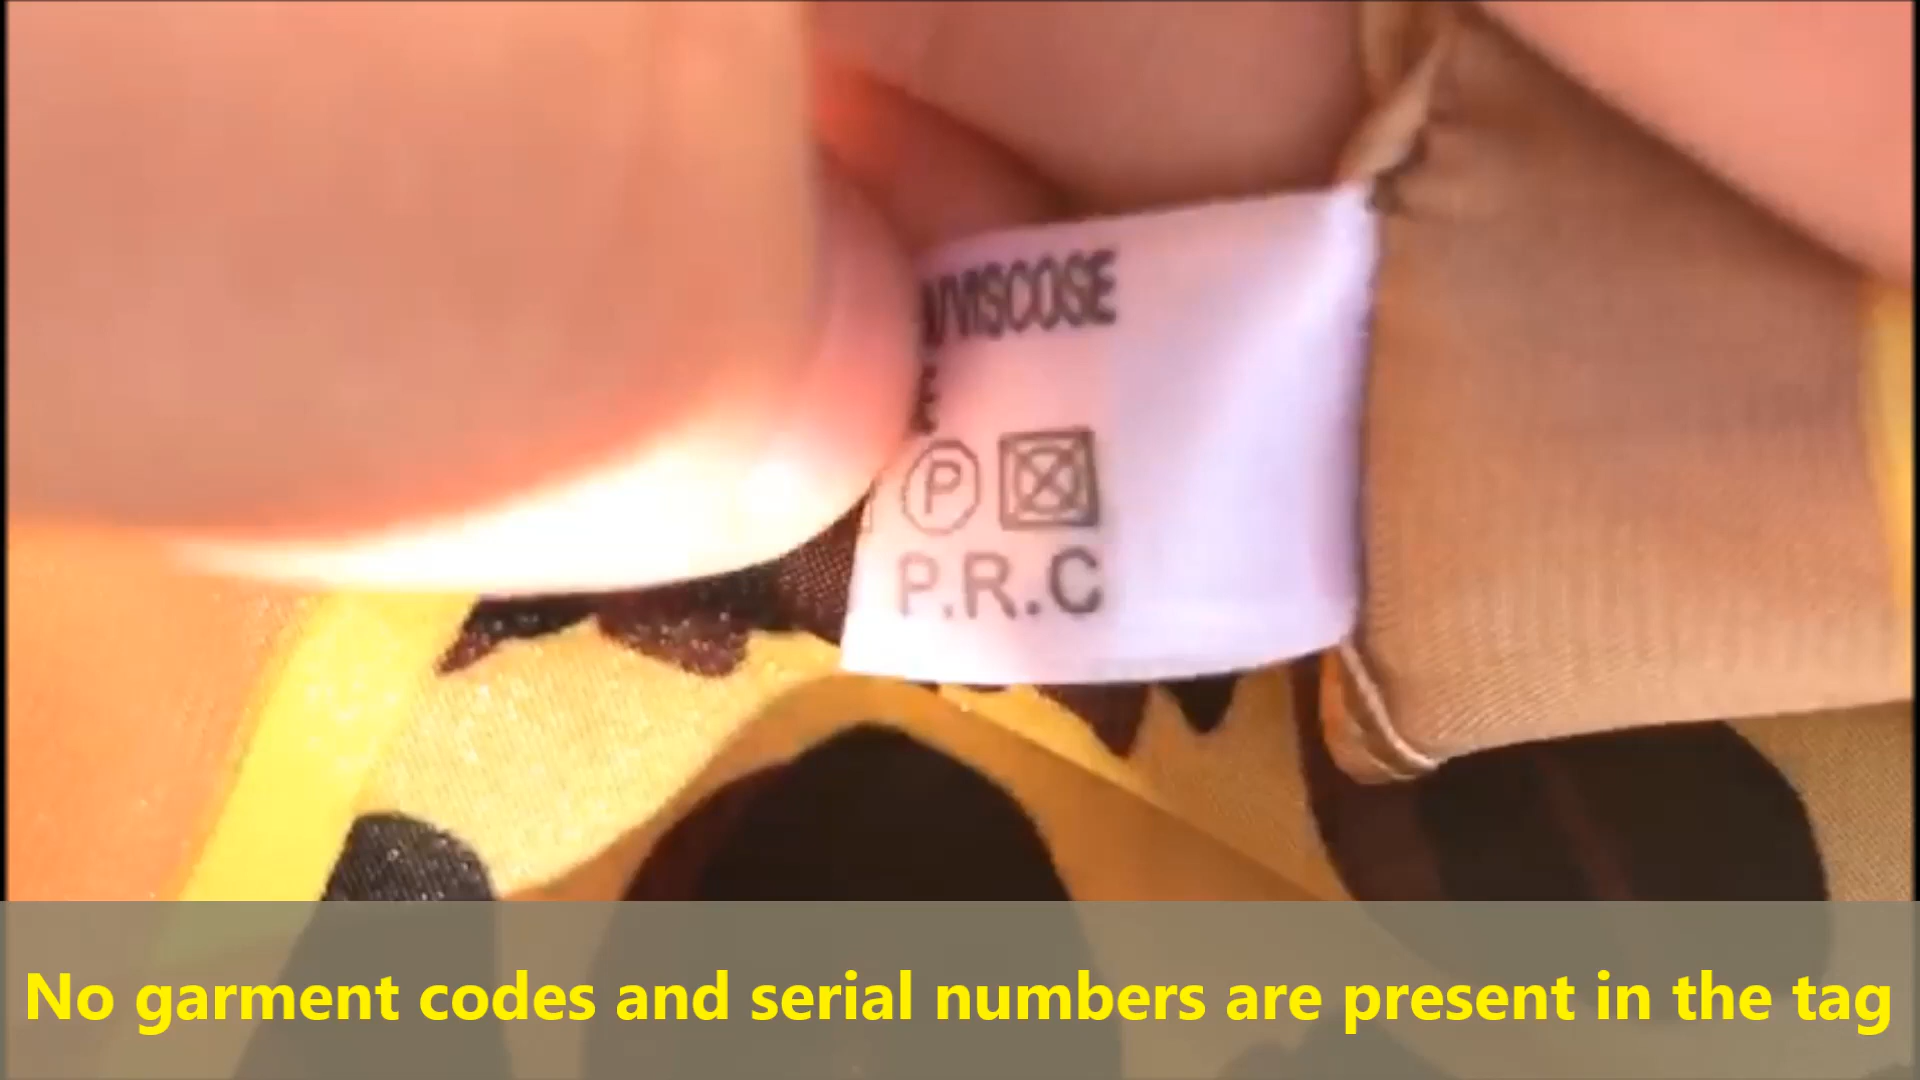 VISCOSE
E
P
P.R.C
No garment codes and serial numbers are present in the tag